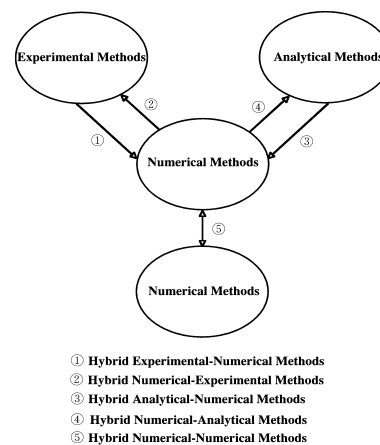 Experimental Methods
Analytical Methods
②
④
①
③
Numerical Methods
⑤
Numerical Methods
① Hybrid Experimental-Numerical Methods
② Hybrid Numerical-Experimental Methods
③ Hybrid Analytical-Numerical Methods
④ Hybrid Numerical-Analytical Methods
⑤ Hybrid Numerical-Numerical Methods